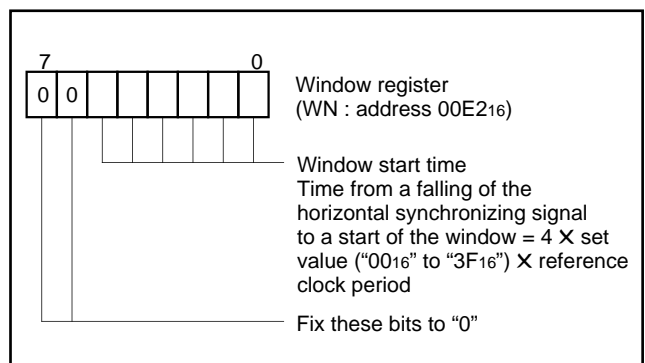 7 0
0 0
Window register
(WN : address 00E216)
Window start time
Time from a falling of the
horizontal synchronizing signal
to a start of the window = 4 X set
value (“0016” to “3F16”) X reference
clock period
Fix these bits to “0”